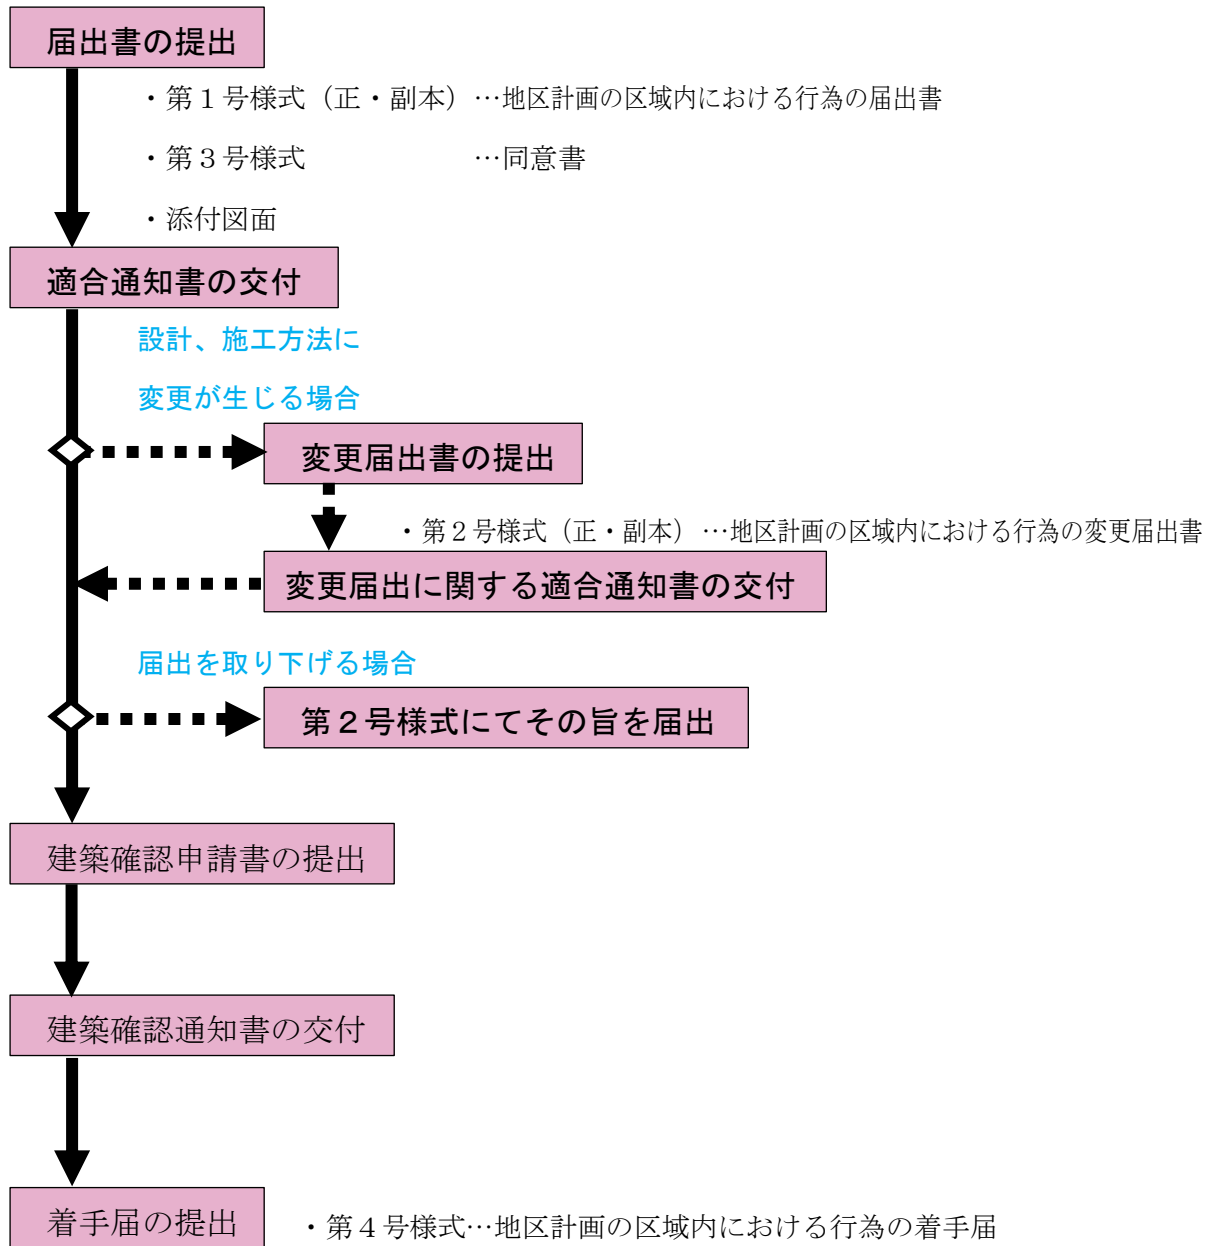 届出書の提出
・第１号様式（正・副本）…地区計画の区域内における行為の届出書
・第３号様式　　　　　　…同意書
・添付図面
適合通知書の交付
設計、施工方法に
変更が生じる場合
変更届出書の提出
・第２号様式（正・副本）…地区計画の区域内における行為の変更届出書
変更届出に関する適合通知書の交付
届出を取り下げる場合
第２号様式にてその旨を届出
建築確認申請書の提出
建築確認通知書の交付
着手届の提出
・第４号様式…地区計画の区域内における行為の着手届